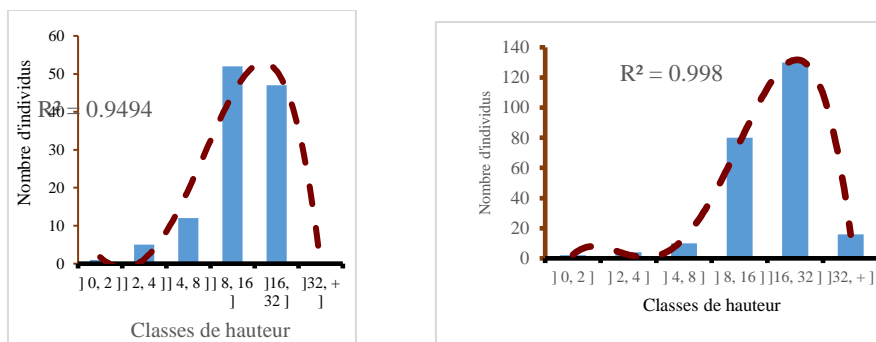 60
50
40
30
20
10
0
Nombre d'individus
R² = 0.9494
] 0, 2 ]
] 2, 4 ]
] 4, 8 ]
] 8, 16
]
]16,
32 ]
]32, +
]
Classes de hauteur
140
120
100
80
60
40
20
0
Nombre d'individus
R² = 0.998
] 0, 2 ]
] 2, 4 ]
] 4, 8 ]
] 8, 16 ]
]16, 32 ]
]32, + ]
Classes de hauteur